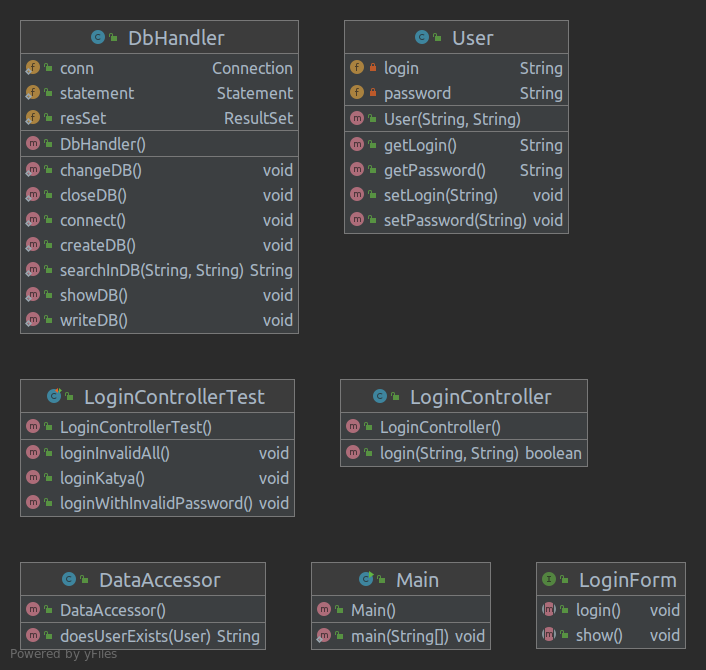 DbHandler
conn Connection
statement Statement
resSet ResultSet
DbHandler()
changeDB() void
closeDB() void
connect() void
createDB() void
searchInDB(String, String) String
showDB() void
writeDB() void
User
login String
password String
User(String, String)
getLogin() String
getPassword() String
setLogin(String) void
setPassword(String) void
LoginControllerTest
LoginControllerTest()
loginInvalidAll() void
loginKatya() void
loginWithInvalidPassword() void
LoginController
LoginController()
login(String, String) boolean
DataAccessor
DataAccessor()
doesUserExists(User) String
Main
Main()
main(String[]) void
LoginForm
login() void
show() void
Powered by yFiles